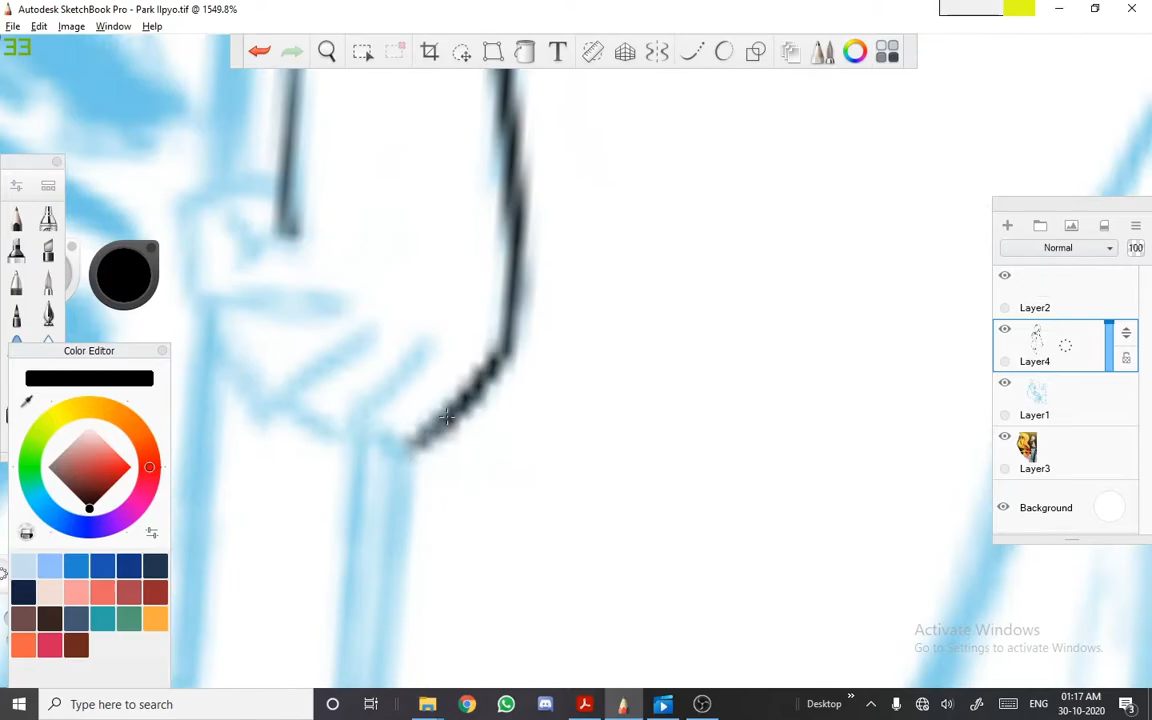 Autodesk SketchBook Pro - Park Ilpyo.tif @ 1549.8%
File Edit Image Window Help
33
T
Normal 100
Layer2
Layer4
Color Editor
Layer1
Layer3
Background
Activate Windows
Go to Settings to activate Windows.
Type here to search
Desktop
ENG
01:17 AM
30-10-2020
3